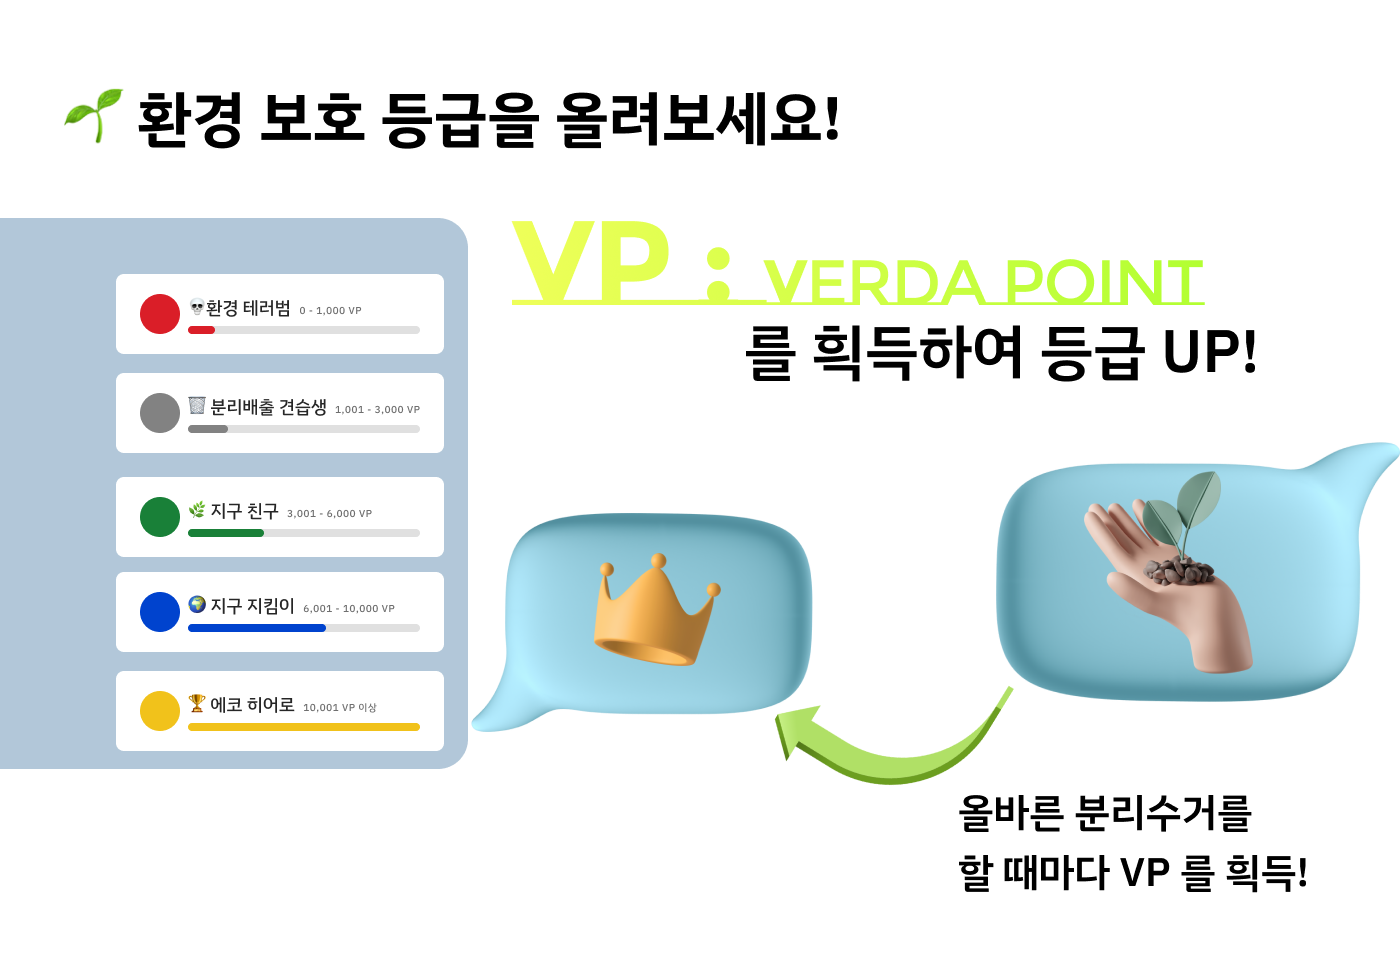 🌱 환경 보호 등급을 올려보세요!
VP : VERDA POINT
를 획득하여 등급 UP!
💀환경 테러범 0 - 1,000 VP
🗑️ 분리배출 견습생 1,001 - 3,000 VP
🌿 지구 친구 3,001 - 6,000 VP
🌍 지구 지킴이 6,001 - 10,000 VP
🏆 에코 히어로 10,001 VP 이상
올바른 분리수거를
할 때마다 VP 를 획득!